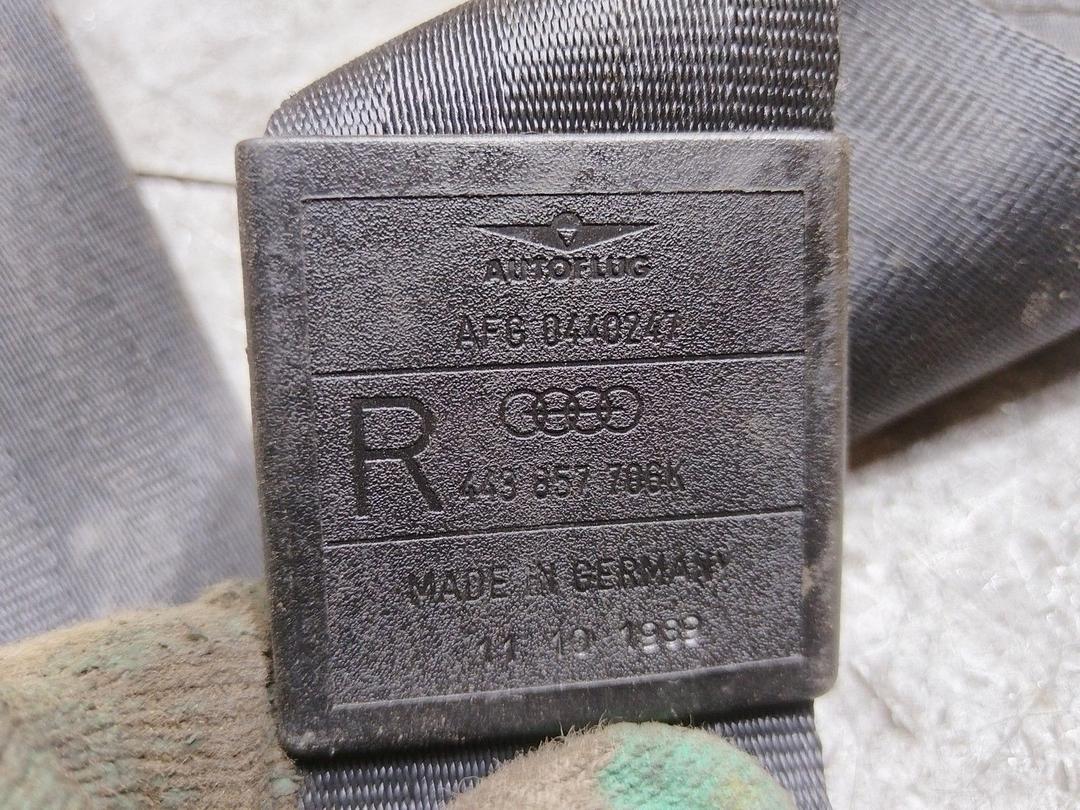 AUTOFLUG
AFG 0440247
R
443 857 706K
MADE IN GERMANY
11 10 1989